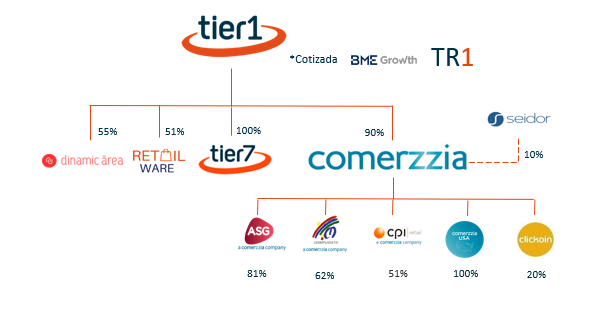 tier1
*Cotizada
BME Growth
TR1
55%
51%
100%
90%
seidor
dinamic área
RETAIL
WARE
tier7
comerzzia
10%
ASG
a comerzzia company
a comerzzia company
cpi retail
a comerzzia company
comerzzia
USA
clickoin
81%
62%
51%
100%
20%